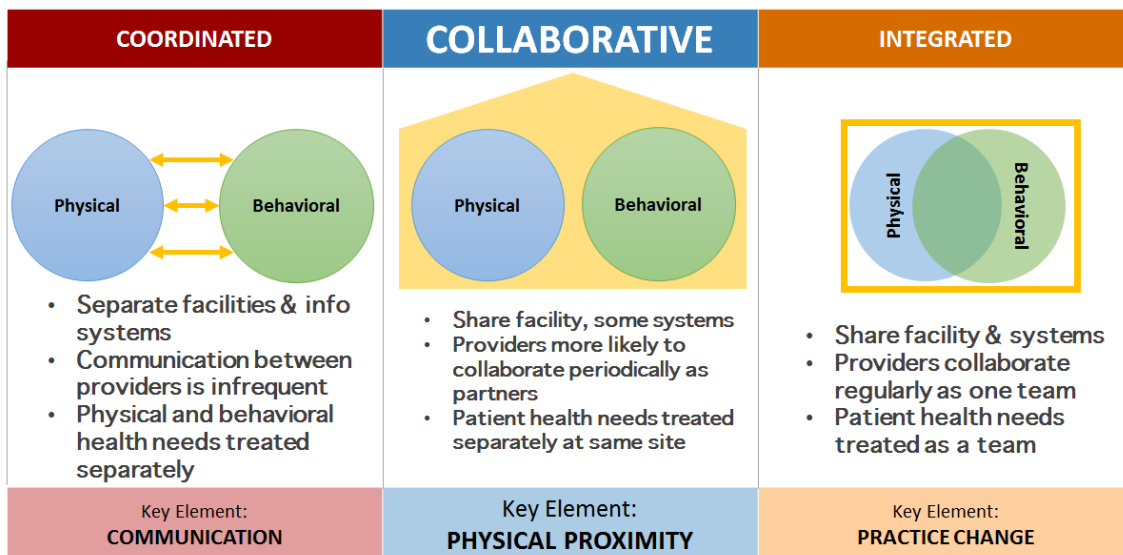 COORDINATED
Physical
Behavioral
• Separate facilities & info
systems
• Communication between
providers is infrequent
• Physical and behavioral
health needs treated
separately
Key Element:
COMMUNICATION
COLLABORATIVE
Physical
Behavioral
• Share facility, some systems
• Providers more likely to
collaborate periodically as
partners
• Patient health needs treated
separately at same site
Key Element:
PHYSICAL PROXIMITY
INTEGRATED
Physical
Behavioral
• Share facility & systems
• Providers collaborate
regularly as one team
• Patient health needs
treated as a team
Key Element:
PRACTICE CHANGE